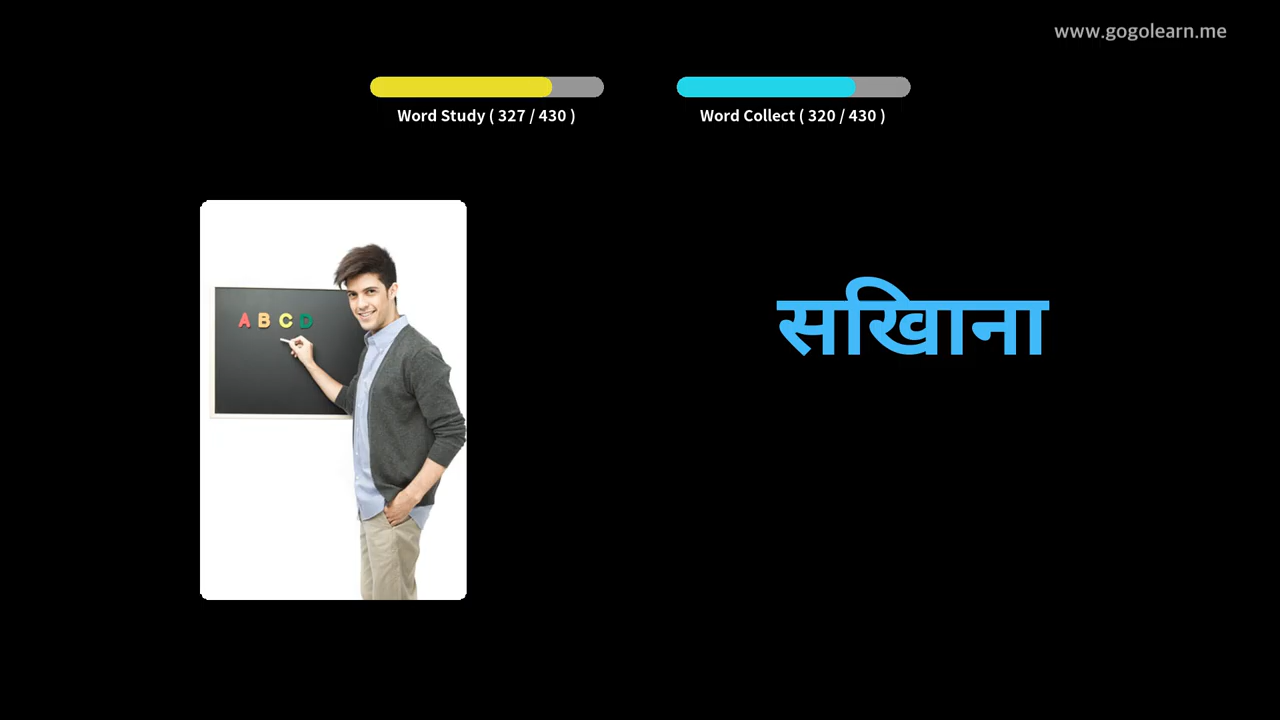 www.gogolearn.me
Word Study ( 327 / 430 )
Word Collect ( 320 / 430 )
A B C D
सखिाना